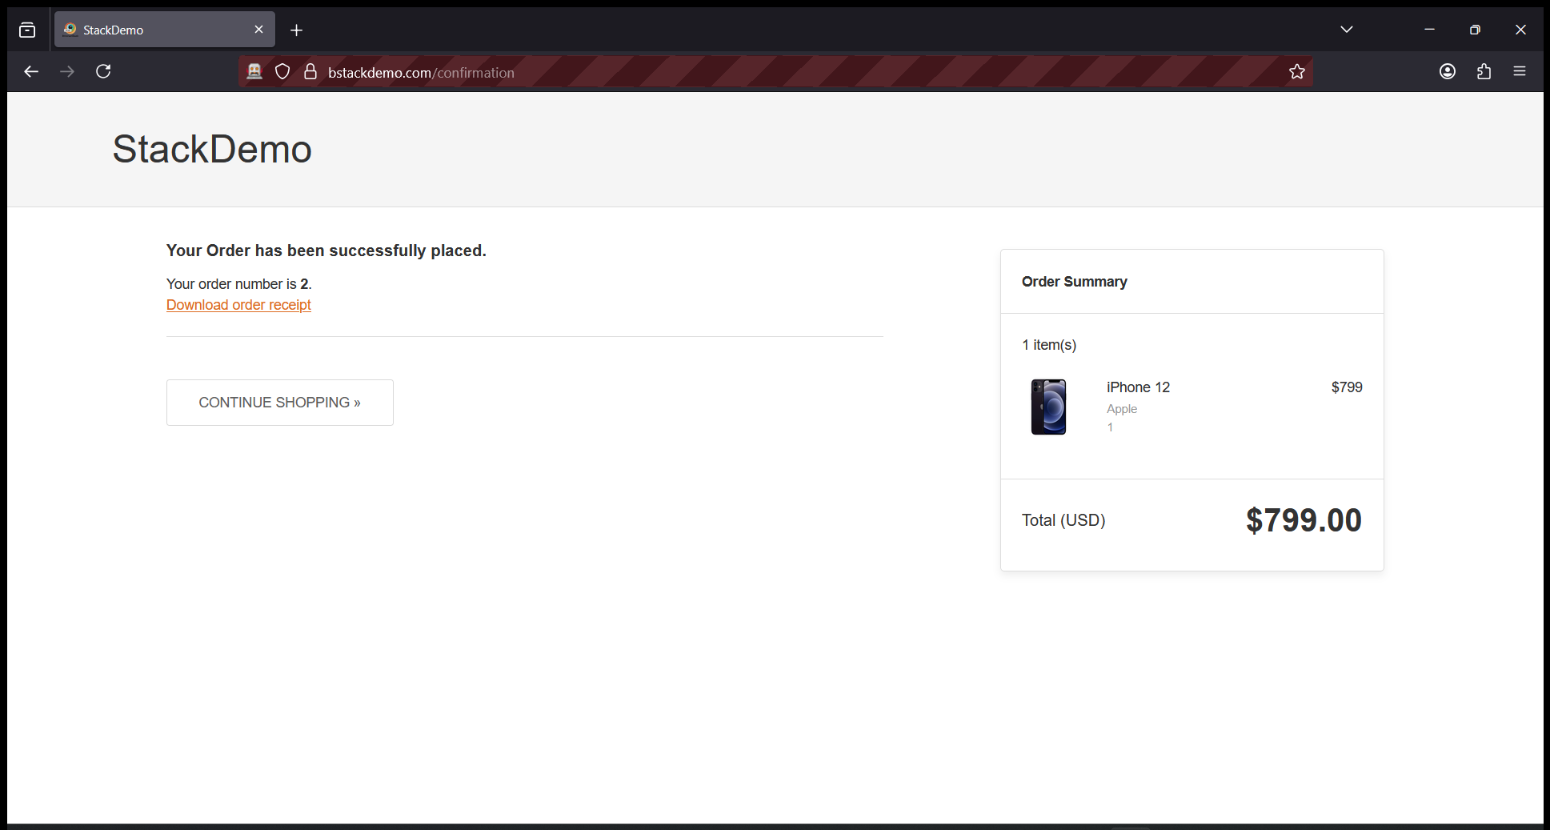 StackDemo
bstackdemo.com/confirmation
StackDemo
Your Order has been successfully placed.
Your order number is 2.
Download order receipt
CONTINUE SHOPPING »
Order Summary
1 item(s)
iPhone 12 $799
Apple
1
Total (USD) $799.00